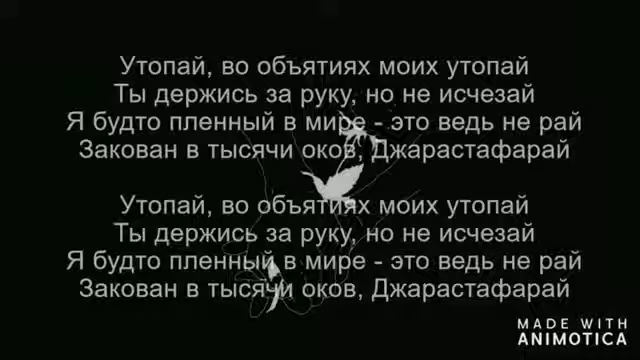 Утопай, во объятиях моих утопай
Ты держись за руку, но не исчезай
Я будто пленный в мире - это ведь не рай
Закован в тысячи оков, Джарастафарай
Утопай, во объятиях моих утопай
Ты держись за руку, но не исчезай
Я будто пленный в мире - это ведь не рай
Закован в тысячи оков, Джарастафарай
MADE WITH
ANIMOTICA